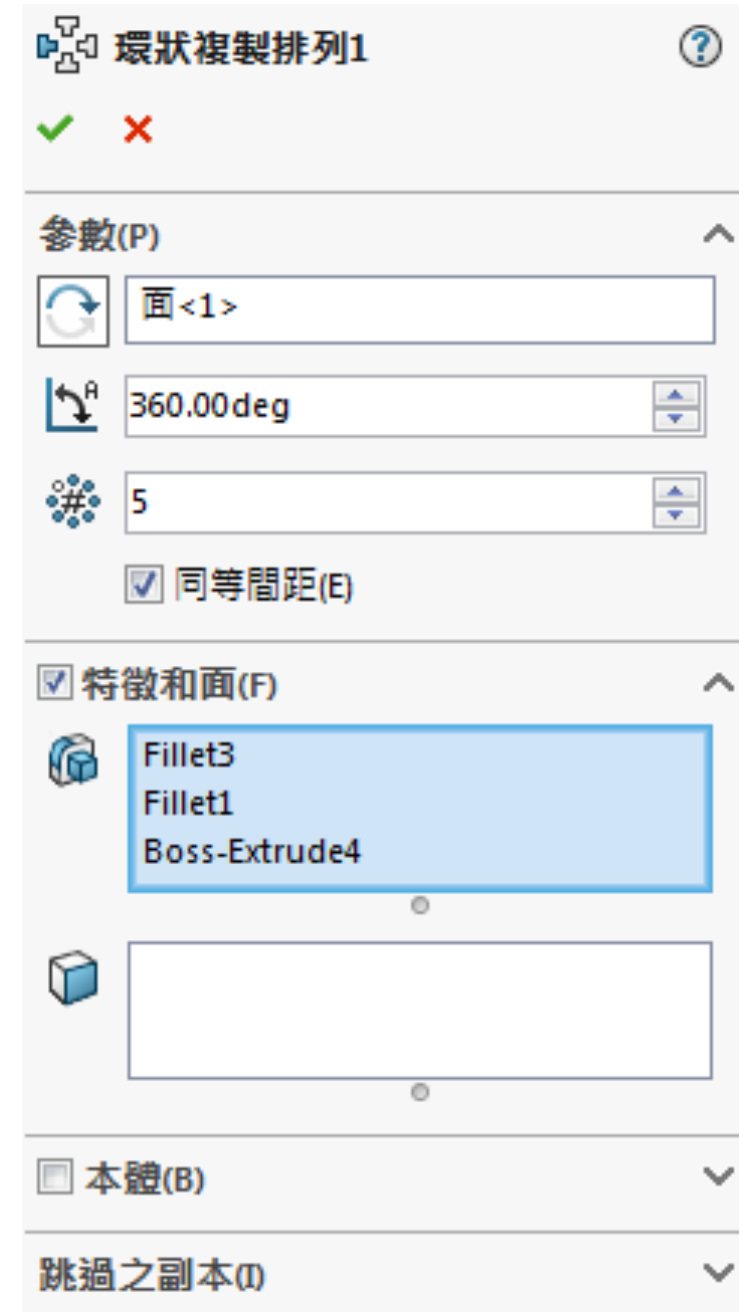 環狀複製排列1
參數(P)
面<1>
360.00deg
5
同等間距(E)
特徵和面(F)
Fillet3
Fillet1
Boss-Extrude4
本體(B)
跳過之副本(I)